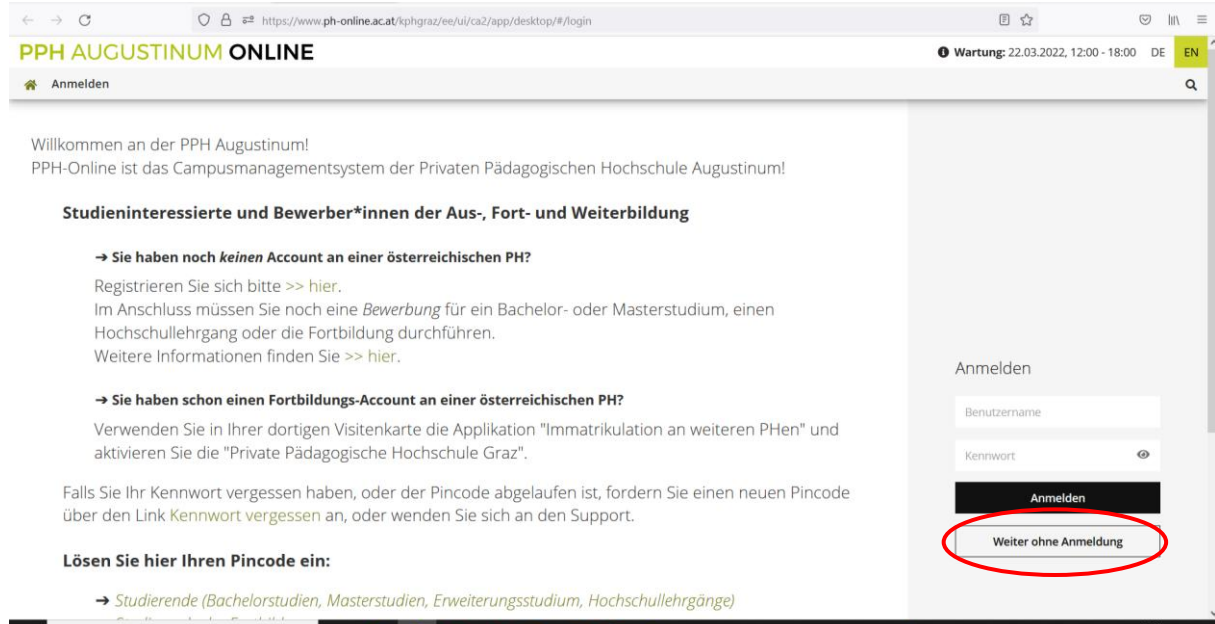 https://www.ph-online.ac.at/kphgraz/ee/ui/ca2/app/desktop/#/login
PPH AUGUSTINUM ONLINE
Wartung: 22.03.2022, 12:00 - 18:00 DE EN
Anmelden
Willkommen an der PPH Augustinum!
PPH-Online ist das Campusmanagementsystem der Privaten Pädagogischen Hochschule Augustinum!
Studieninteressierte und Bewerber*innen der Aus-, Fort- und Weiterbildung
➔ Sie haben noch keinen Account an einer österreichischen PH?
Registrieren Sie sich bitte >> hier.
Im Anschluss müssen Sie noch eine Bewerbung für ein Bachelor- oder Masterstudium, einen
Hochschullehrgang oder die Fortbildung durchführen.
Weitere Informationen finden Sie >> hier.
➔ Sie haben schon einen Fortbildungs-Account an einer österreichischen PH?
Verwenden Sie in Ihrer dortigen Visitenkarte die Applikation "Immatrikulation an weiteren PHen" und
aktivieren Sie die "Private Pädagogische Hochschule Graz".
Falls Sie Ihr Kennwort vergessen haben, oder der Pincode abgelaufen ist, fordern Sie einen neuen Pincode
über den Link Kennwort vergessen an, oder wenden Sie sich an den Support.
Lösen Sie hier Ihren Pincode ein:
➔ Studierende (Bachelorstudien, Masterstudien, Erweiterungsstudium, Hochschullehrgänge)
Anmelden
Benutzername
Kennwort
Anmelden
Weiter ohne Anmeldung